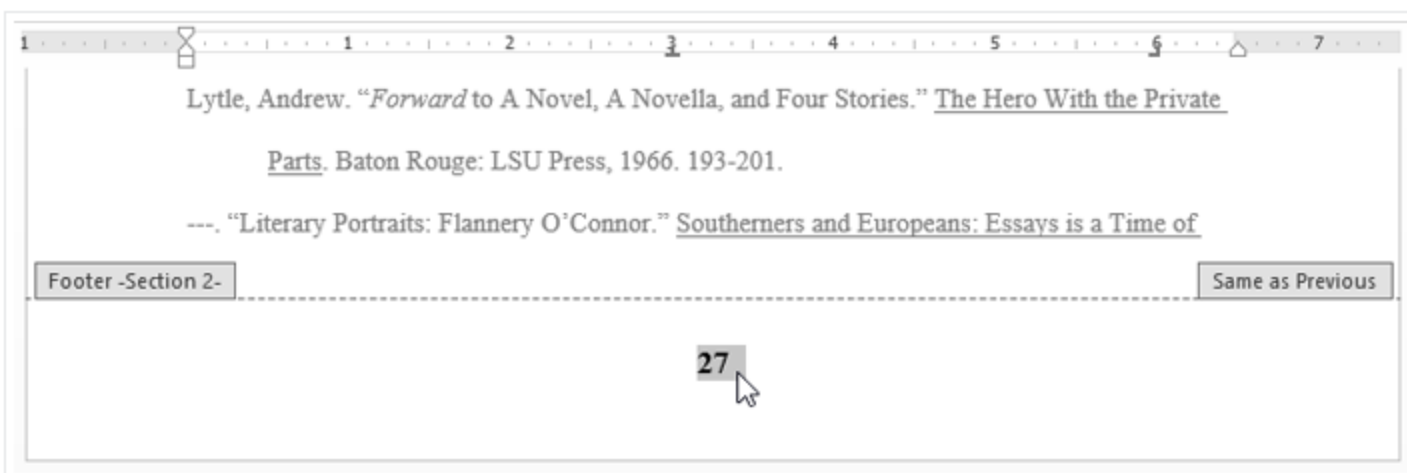 1 1 2 3 4 5 6 7
Lytle, Andrew. “Forward to A Novel, A Novella, and Four Stories.” The Hero With the Private
Parts. Baton Rouge: LSU Press, 1966. 193-201.
---. “Literary Portraits: Flannery O’Connor.” Southerners and Europeans: Essays is a Time of
Footer -Section 2-
Same as Previous
27